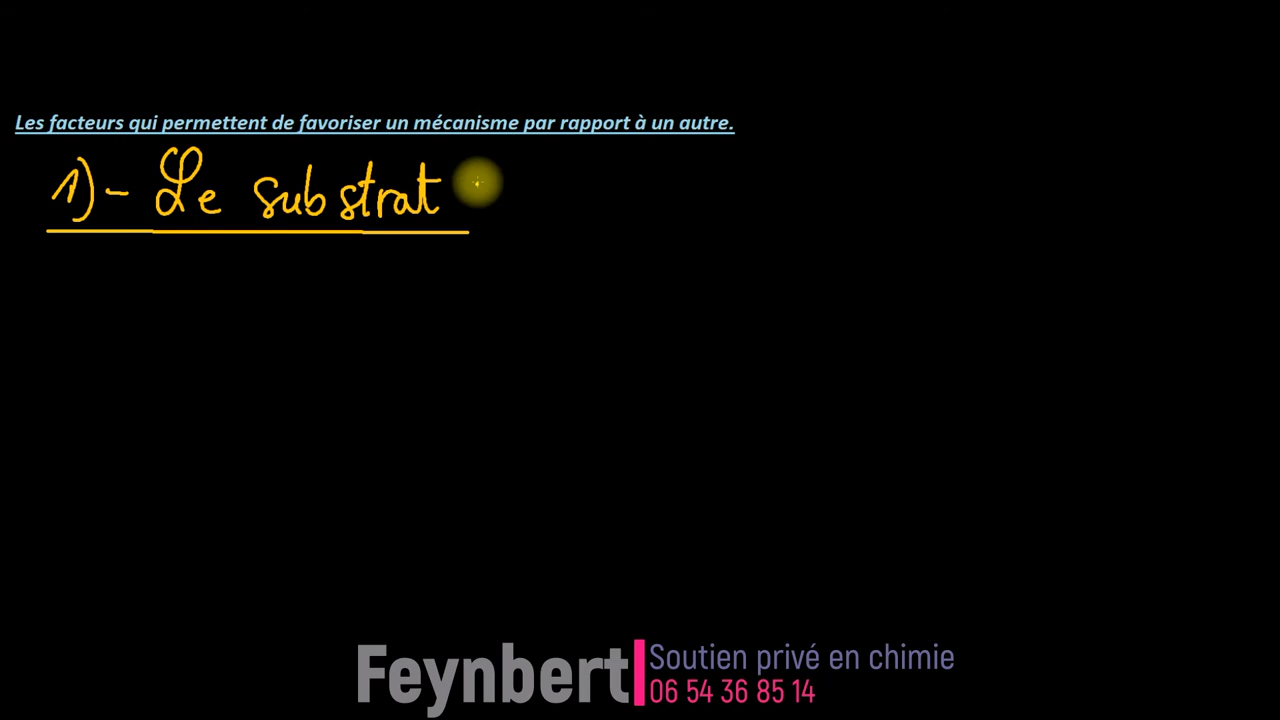 Les facteurs qui permettent de favoriser un mécanisme par rapport à un autre.
1)- Le substrat
Feynbert
Soutien privé en chimie
06 54 36 85 14